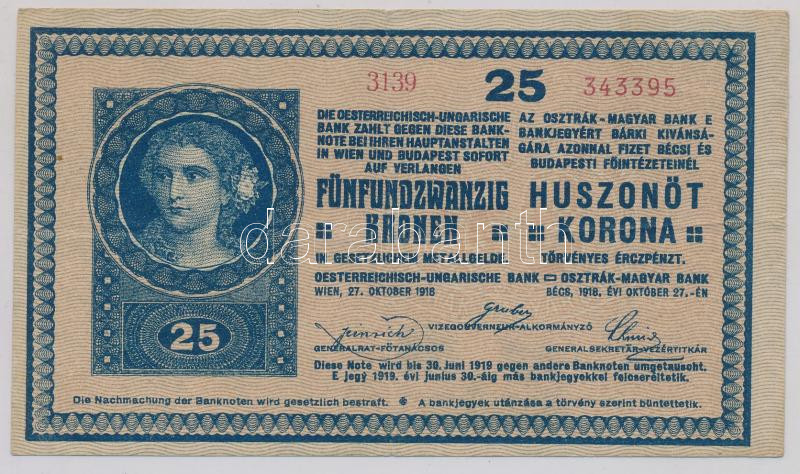 3139 25 343395
DIE OESTERREICHISCH-UNGARISCHE
BANK ZAHLT GEGEN DIESE BANK-
NOTE BEI IHREN HAUPTANSTALTEN
IN WIEN UND BUDAPEST SOFORT
AUF VERLANGEN
FÜNFUNDZWANZIG
KRONEN
IN GESETZLICHEM METALLGELDE.
AZ OSZTRÁK-MAGYAR BANK E
BANKJEGYÉRT BÁRKI KIVÁNSÁ-
GÁRA AZONNAL FIZET BÉCSI ÉS
BUDAPESTI FŐINTÉZETEINÉL
HUSZONÖT
KORONA
TÖRVÉNYES ÉRCZPÉNZT.
OESTERREICHISCH-UNGARISCHE BANK OSZTRÁK-MAGYAR BANK
WIEN, 27. OKTOBER 1918 BÉCS, 1918. ÉVI OKTÓBER 27.-ÉN
Gruber
VIZEGOUVERNEUR-ALKORMÁNYZÓ
GENERALRAT-FŐTANÁCSOS GENERALSEKRETÄR-VEZÉRTITKÁR
Diese Note wird bis 30. Juni 1919 gegen andere Banknoten umgetauscht.
E jegy 1919. évi junius 30.-áig más bankjegyekkel felcseréltetik.
25
Die Nachmachung der Banknoten wird gesetzlich bestraft. A bankjegyek utánzása a törvény szerint büntettetik.
darabanth